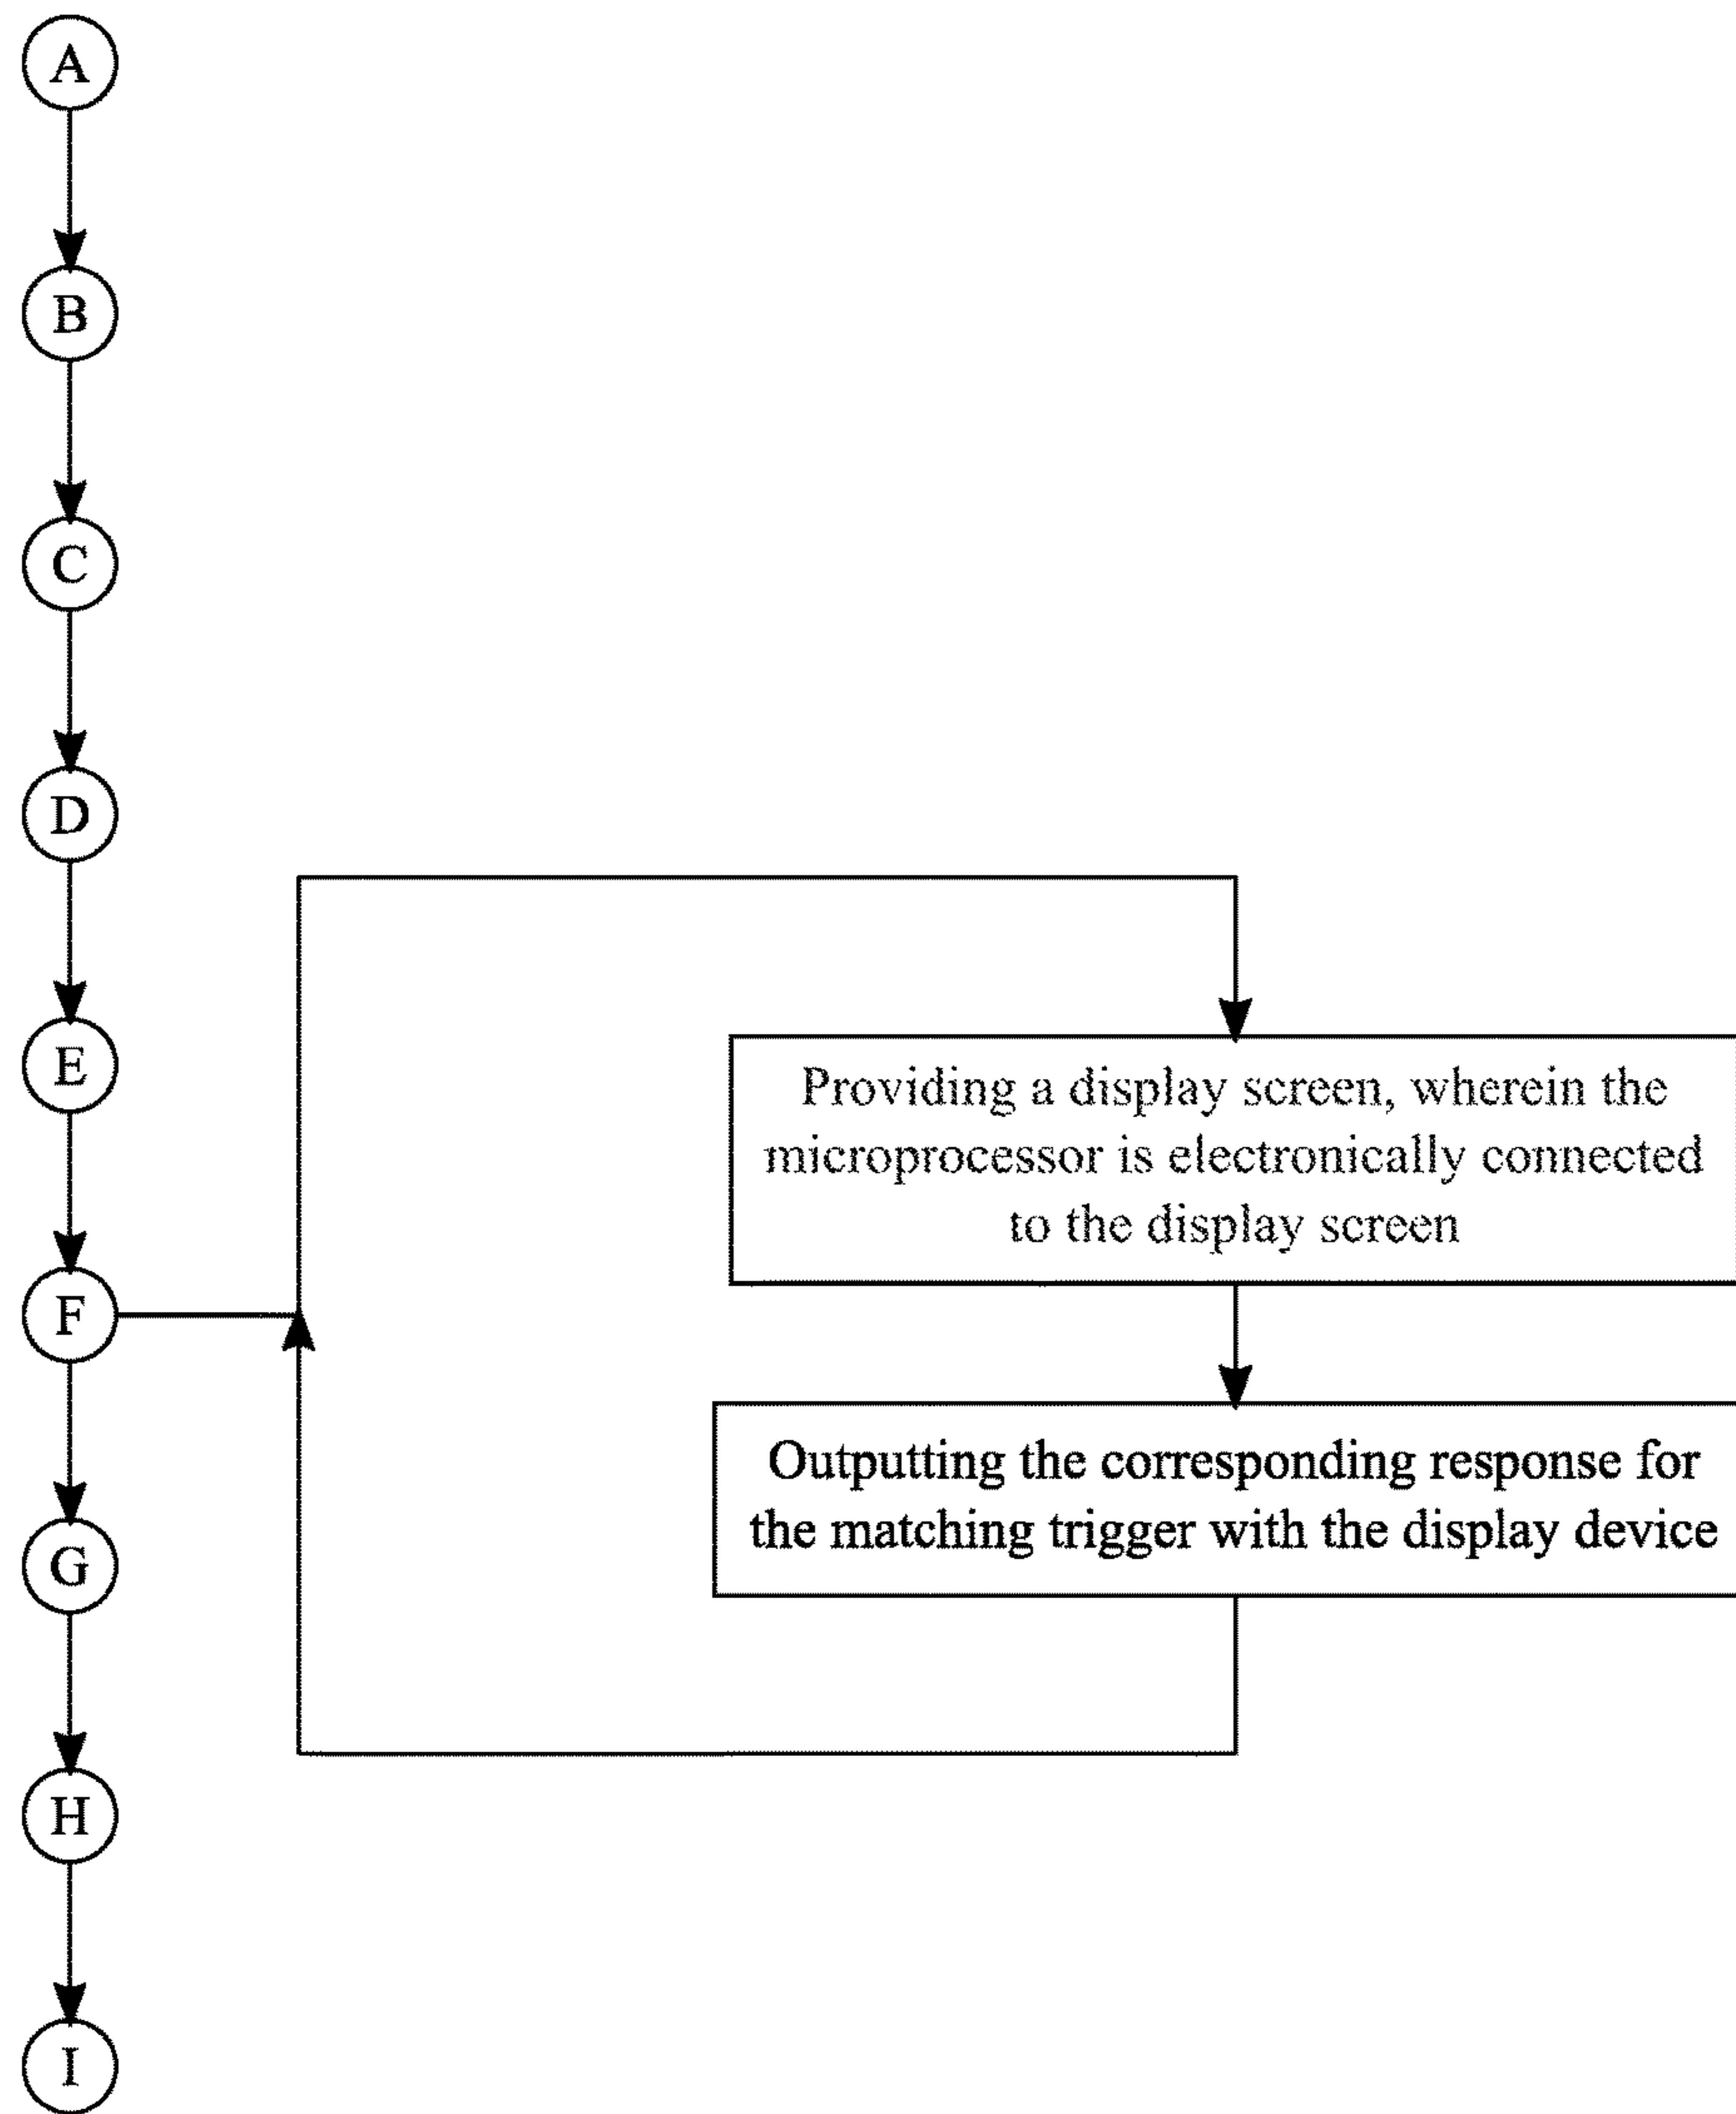 A
B
C
D
E
Providing a display screen, wherein the
microprocessor is electronically connected
to the display screen
F
Outputting the corresponding response for
the matching trigger with the display device
G
H
I